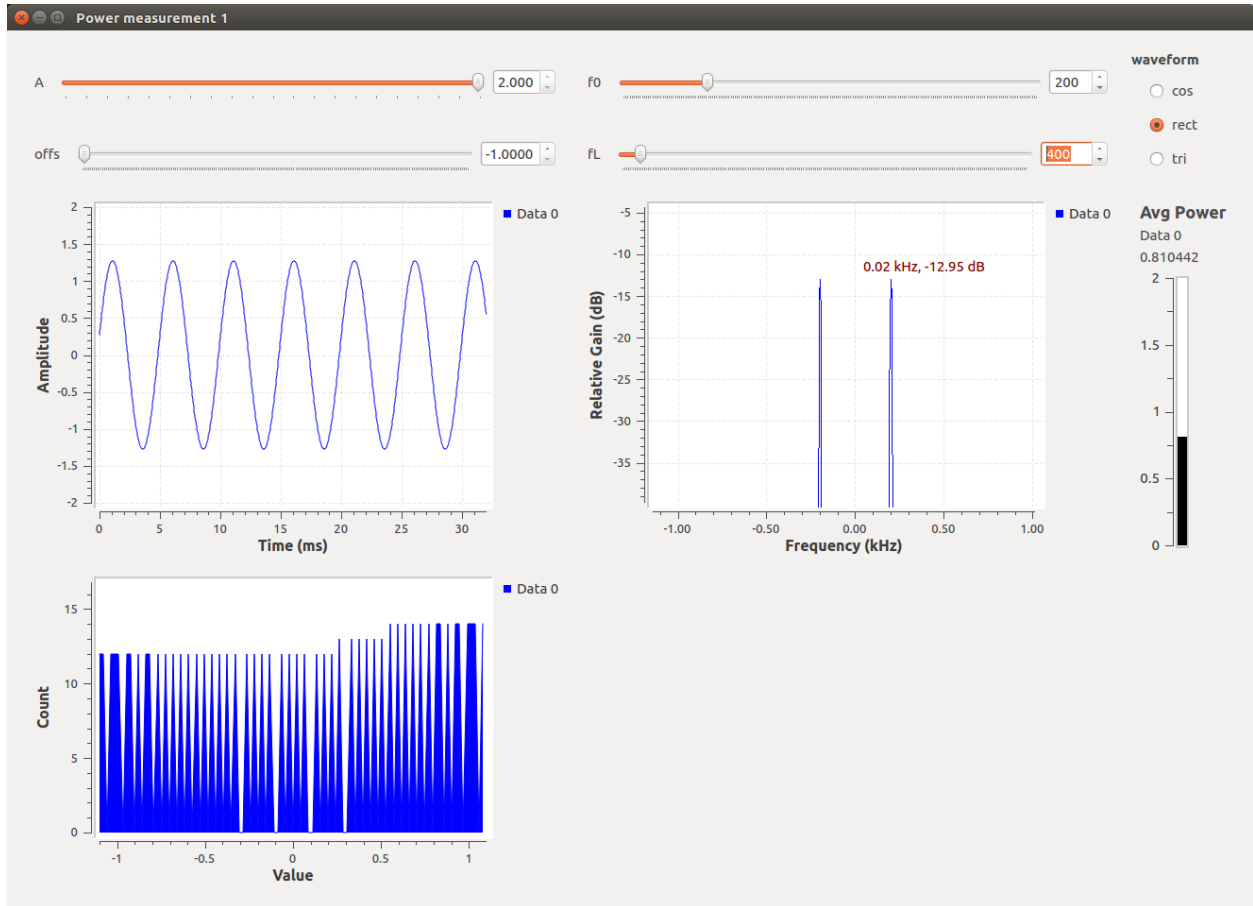 Power measurement 1
A
2.000
f0
200
waveform
cos
rect
tri
offs
-1.0000
fL
400
2
1.5
1
0.5
0
-0.5
-1
-1.5
-2
Amplitude
0
5
10
15
20
25
30
Time (ms)
Data 0
-5
-10
-15
-20
-25
-30
-35
Relative Gain (dB)
0.02 kHz, -12.95 dB
-1.00
-0.50
0.00
0.50
1.00
Frequency (kHz)
Data 0
Avg Power
Data 0
0.810442
2
1.5
1
0.5
0
15
10
5
0
Count
-1
-0.5
0
0.5
1
Value
Data 0